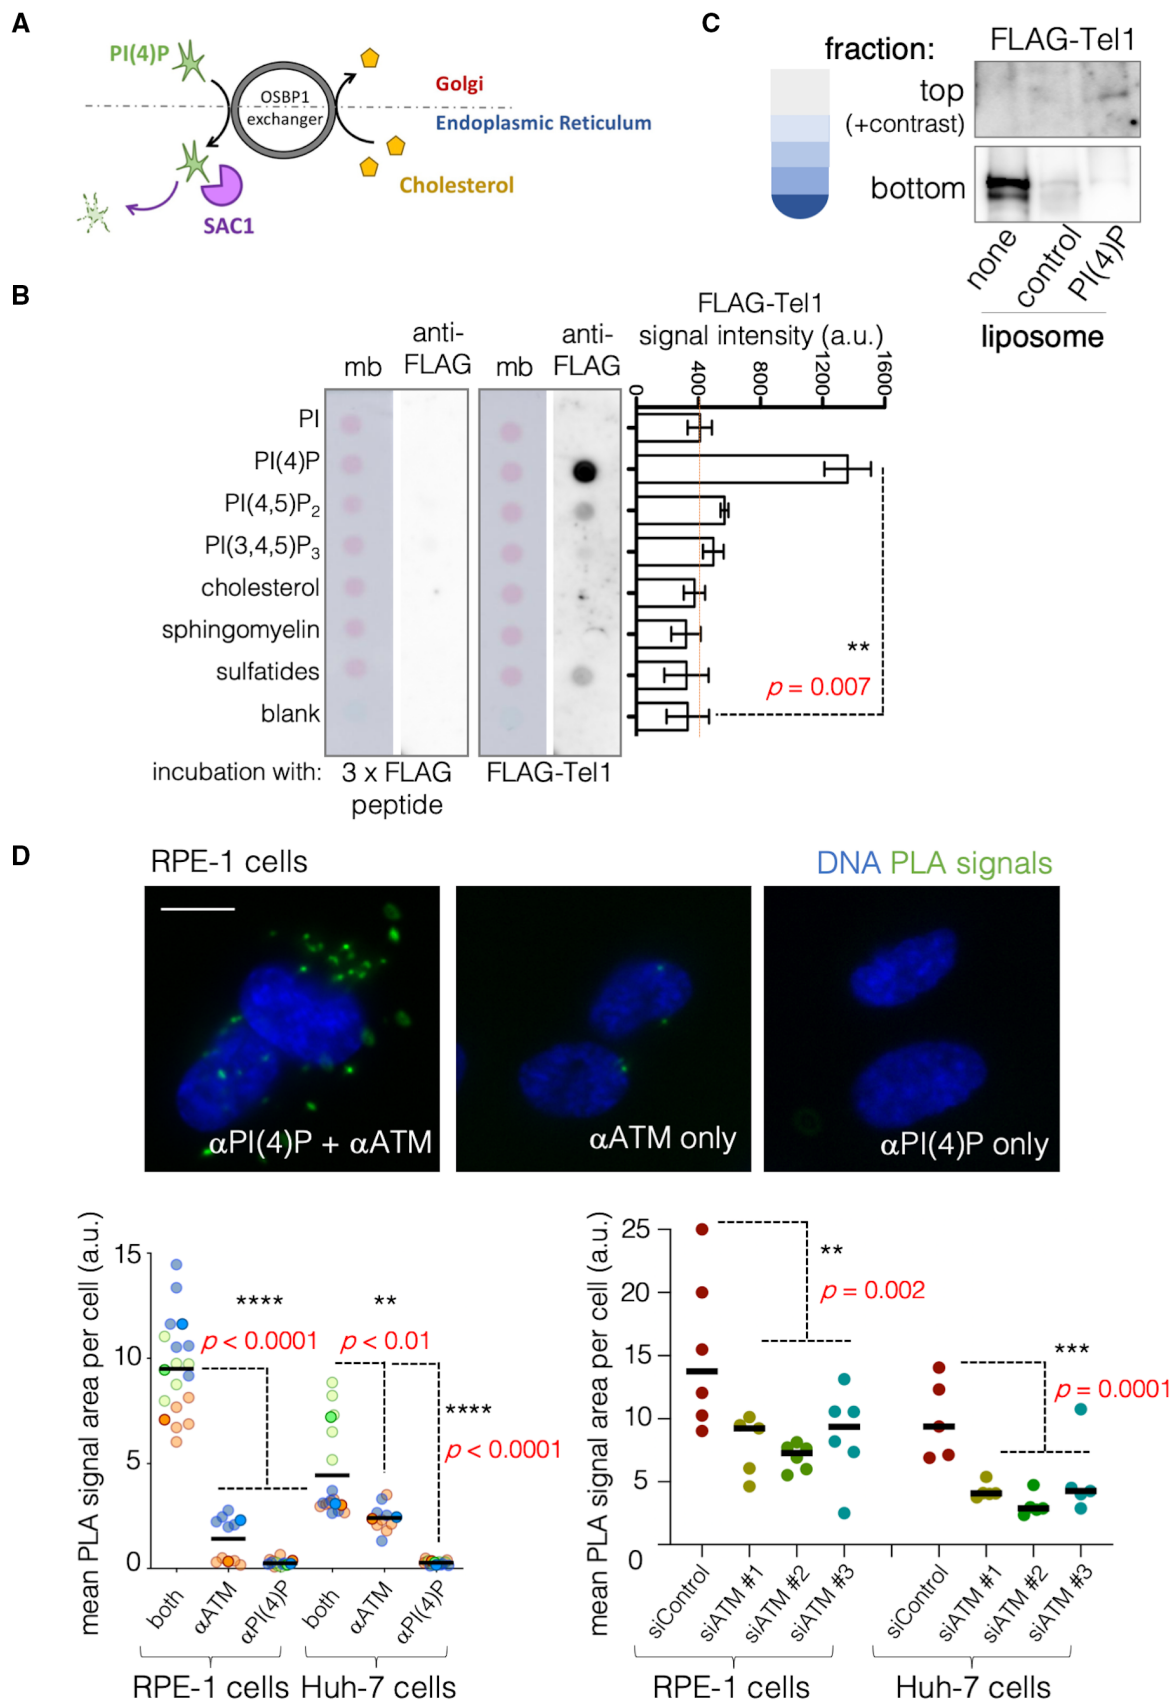 A
PI(4)P
OSBP1
exchanger
Golgi
Endoplasmic Reticulum
Cholesterol
SAC1
C
fraction:
FLAG-Tel1
top
(+contrast)
bottom
none
control
PI(4)P
liposome
B
FLAG-Tel1
signal intensity (a.u.)
mb
anti-
FLAG
mb
anti-
FLAG
0
400
800
1200
1600
PI
PI(4)P
PI(4,5)P2
PI(3,4,5)P3
cholesterol
sphingomyelin
sulfatides
blank
**
p = 0.007
incubation with:
3 x FLAG
peptide
FLAG-Tel1
D
RPE-1 cells
DNA PLA signals
αPI(4)P + αATM
αATM only
αPI(4)P only
mean PLA signal area per cell (a.u.)
15
10
5
0
****
p < 0.0001
**
p < 0.01
****
p < 0.0001
both
αATM
αPI(4)P
both
αATM
αPI(4)P
RPE-1 cells
Huh-7 cells
mean PLA signal area per cell (a.u.)
25
20
15
10
5
0
**
p = 0.002
***
p = 0.0001
siControl
siATM #1
siATM #2
siATM #3
siControl
siATM #1
siATM #2
siATM #3
RPE-1 cells
Huh-7 cells